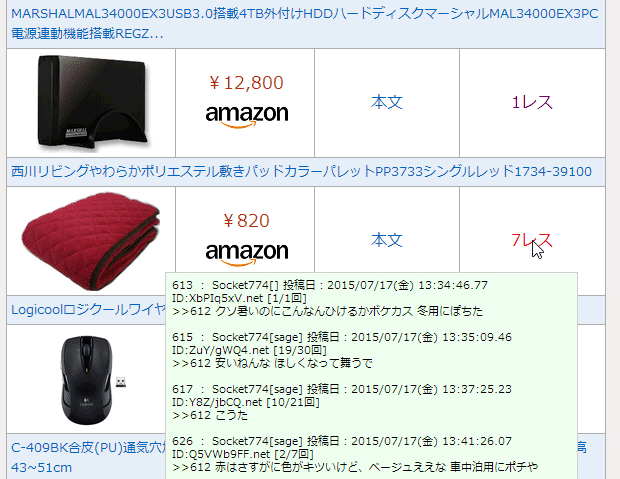 MARSHALMAL34000EX3USB3.0搭載4TB外付けHDDハードディスクマーシャルMAL34000EX3PC
電源連動機能搭載REGZ...
MARSHAL
￥12,800
amazon
本文
1レス
西川リビングやわらかポリエステル敷きパッドカラーパレットPP3733シングルレッド1734-39100
￥820
amazon
本文
7レス
613 ： Socket774[] 投稿日：2015/07/17(金) 13:34:46.77
ID:XbPIq5xV.net [1/1回]
>>612 クソ暑いのにこんなんひけるかボケカス 冬用にぽちた
615 ： Socket774[sage] 投稿日：2015/07/17(金) 13:35:09.46
ID:ZuY/gWQ4.net [19/30回]
>>612 安いねんな ほしくなって舞うで
617 ： Socket774[sage] 投稿日：2015/07/17(金) 13:37:25.23
ID:Y8Z/jbCQ.net [10/21回]
>>612 こうた
626 ： Socket774[sage] 投稿日：2015/07/17(金) 13:41:26.07
ID:Q5VWb9FF.net [2/7回]
>>612 赤はさすがに色がキツいけど、ベージュええな 車中泊用にポチや
Logicoolロジクールワイヤ
C-409BK合皮(PU)通気穴
高
43~51cm